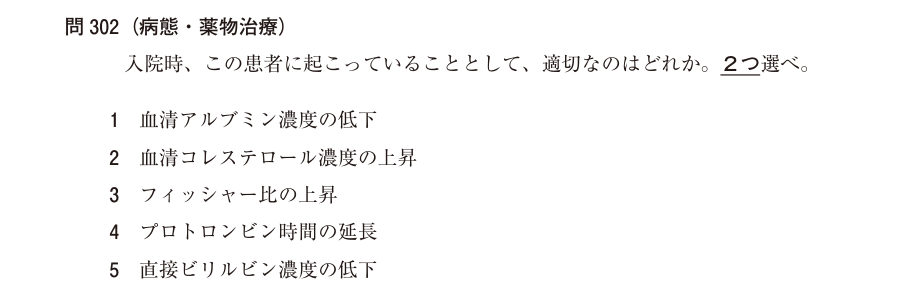 問 302（病態・薬物治療）
入院時、この患者に起こっていることとして、適切なのはどれか。２つ選べ。
1 血清アルブミン濃度の低下
2 血清コレステロール濃度の上昇
3 フィッシャー比の上昇
4 プロトロンビン時間の延長
5 直接ビリルビン濃度の低下